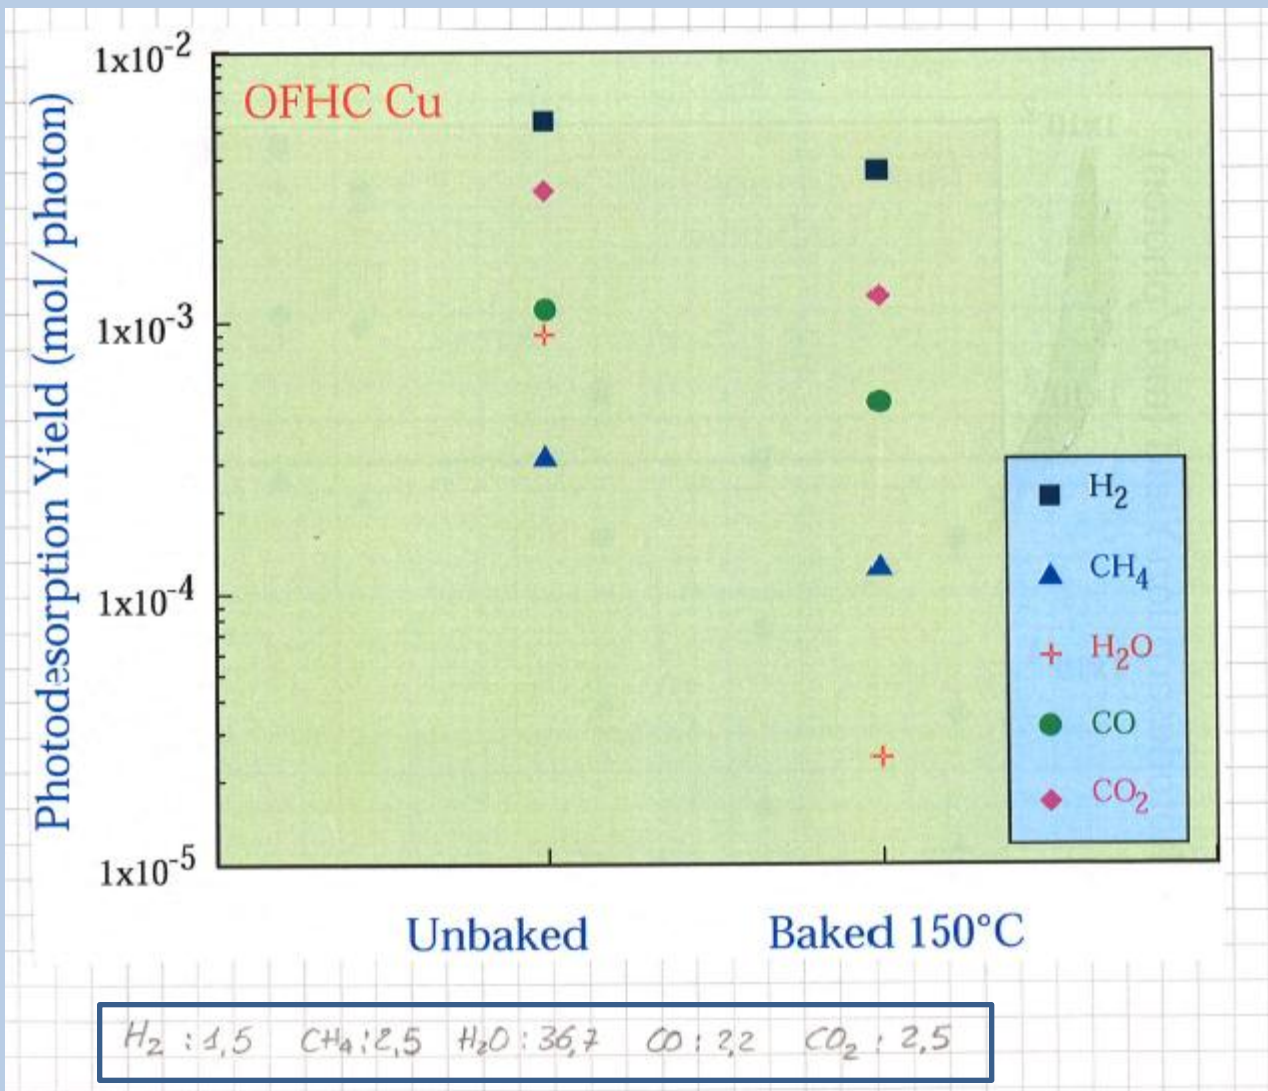 1x10-2
OFHC Cu
Photodesorption Yield (mol/photon)
1x10-3
H2
CH4
1x10-4
H2O
CO
CO2
1x10-5
Unbaked Baked 150°C
H2 : 1,5 CH4 : 2,5 H2O : 36,7 CO : 2,2 CO2 : 2,5